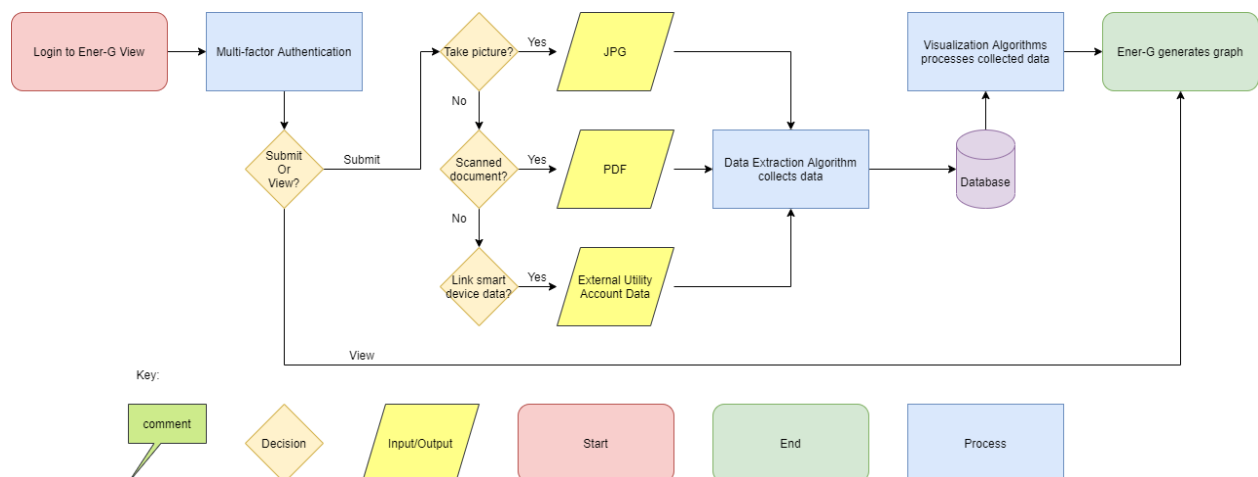 Login to Ener-G View
Multi-factor Authentication
Take picture?
Yes
JPG
Visualization Algorithms
processes collected data
Ener-G generates graph
No
Submit
Or
View?
Submit
Scanned
document?
Yes
PDF
Data Extraction Algorithm
collects data
Database
No
Link smart
device data?
Yes
External Utility
Account Data
View
Key:
comment
Decision
Input/Output
Start
End
Process